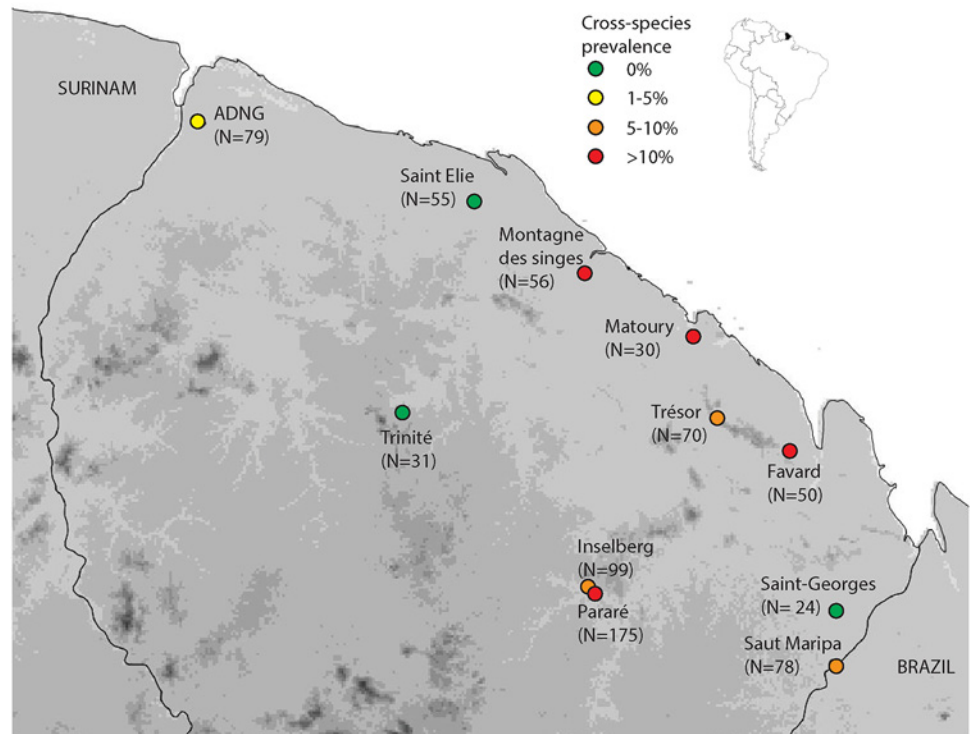 Cross-species
prevalence
0%
1-5%
5-10%
>10%
SURINAM
ADNG
(N=79)
Saint Elie
(N=55)
Montagne
des singes
(N=56)
Matoury
(N=30)
Trésor
(N=70)
Trinité
(N=31)
Favard
(N=50)
Inselberg
(N=99)
Pararé
(N=175)
Saint-Georges
(N= 24)
Saut Maripa
(N=78)
BRAZIL